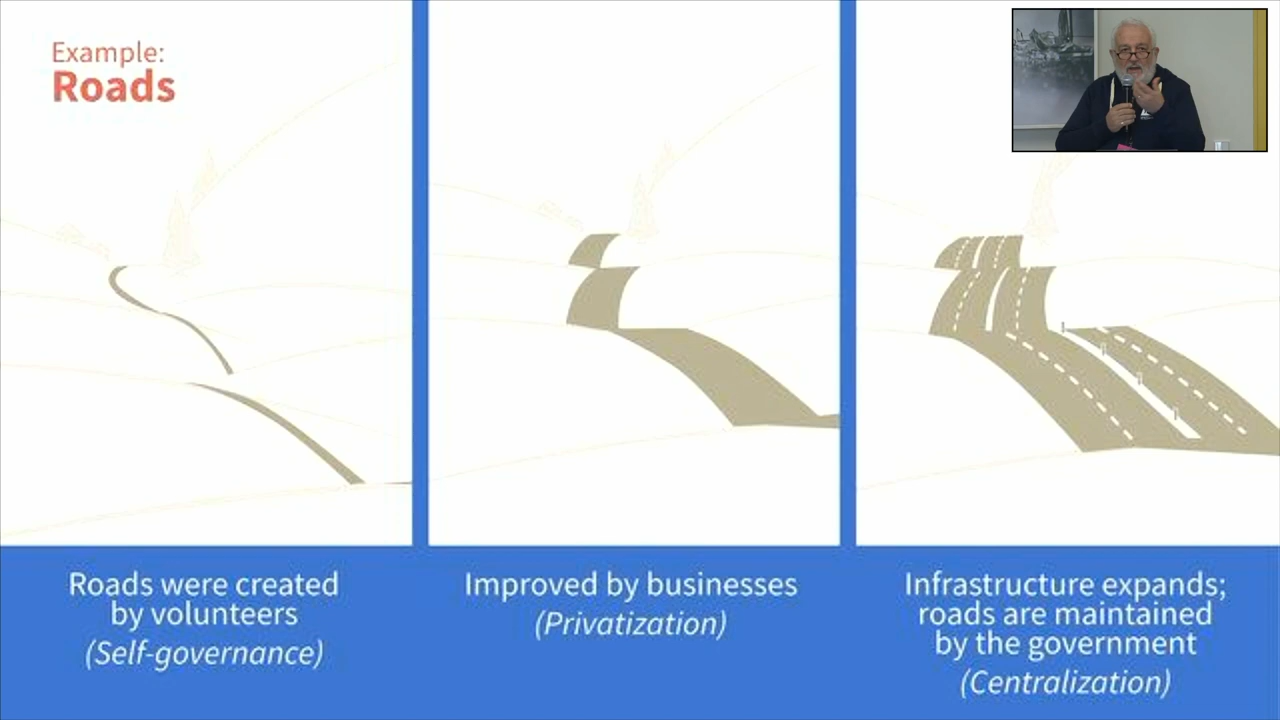 Example:
Roads
Roads were created
by volunteers
(Self-governance)
Improved by businesses
(Privatization)
Infrastructure expands;
roads are maintained
by the government
(Centralization)